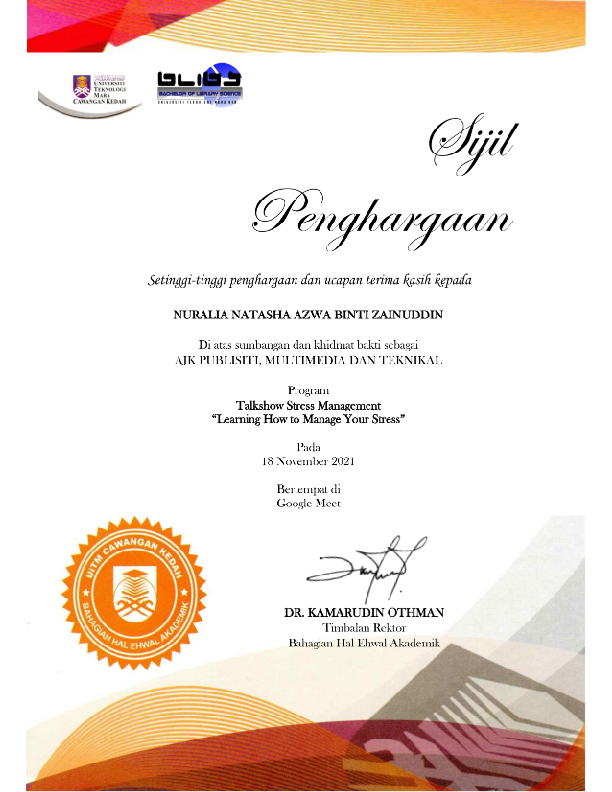 UNIVERSITI
TEKNOLOGI
MARA
CAWANGAN KEDAH
BACHELOR OF LIBRARY SCIENCE
Sijil
Penghargaan
Setinggi-tinggi penghargaan dan ucapan terima kasih kepada
NURALIA NATASHA AZWA BINTI ZAINUDDIN
Di atas sumbangan dan khidmat bakti sebagai
AJK PUBLISITI, MULTIMEDIA DAN TEKNIKAL
Program
Talkshow Stress Management
“Learning How to Manage Your Stress”
Pada
18 November 2021
Bertempat di
Google Meet
UITM CAWANGAN KEDAH
BAHAGIAN HAL EHWAL AKADEMIK
DR. KAMARUDIN OTHMAN
Timbalan Rektor
Bahagian Hal Ehwal Akademik